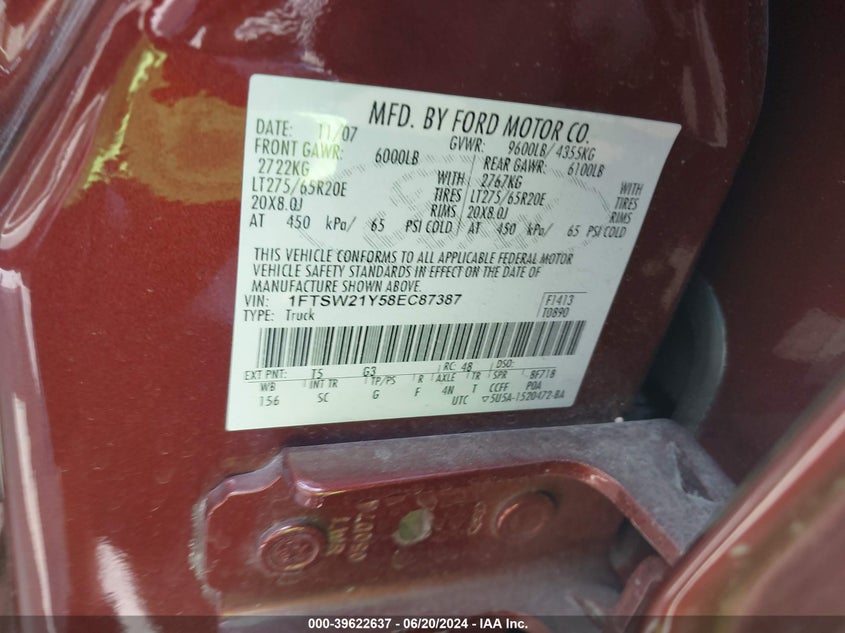 MFD. BY FORD MOTOR CO.
DATE: 11/07 GVWR: 9600LB/4355KG
FRONT GAWR: 6000LB REAR GAWR: 6100LB
2722KG WITH 2767KG WITH
LT275/65R20E TIRES LT275/65R20E TIRES
20X8.0J RIMS 20X8.0J RIMS
AT 450 kPa/ 65 PSI COLD AT 450 kPa/ 65 PSI COLD
THIS VEHICLE CONFORMS TO ALL APPLICABLE FEDERAL MOTOR
VEHICLE SAFETY STANDARDS IN EFFECT ON THE DATE OF
MANUFACTURE SHOWN ABOVE.
VIN: 1FTSW21Y58EC87387 F1413
TYPE: Truck T0890
EXT PNT: T5 G3 RC: 48 DSO:
WB INT TR TP/PS R AXLE TR SPR BF71B
156 SC G F 4N T CCFF POA
UTC ▽5U5A-1520472-BA
000-39622637 - 06/20/2024 - IAA Inc.